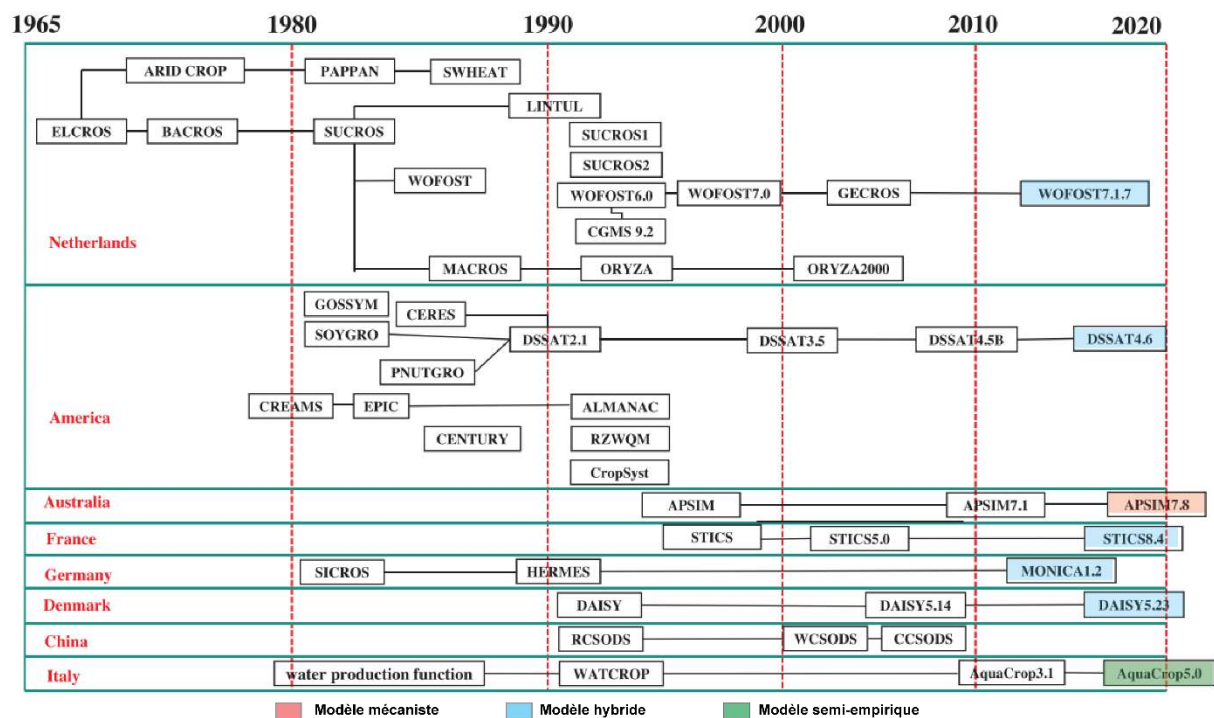 1965 1980 1990 2000 2010 2020
ARID CROP PAPPAN SWHEAT
LINTUL
ELCROS BACROS SUCROS
SUCROS1
SUCROS2
WOFOST
WOFOST6.0 WOFOST7.0 GECROS WOFOST7.1.7
CGMS 9.2
Netherlands
MACROS ORYZA ORYZA2000
GOSSYM
CERES
SOYGRO
DSSAT2.1 DSSAT3.5 DSSAT4.5B DSSAT4.6
PNUTGRO
CREAMS EPIC ALMANAC
America
CENTURY RZWQM
CropSyst
Australia APSIM APSIM7.1 APSIM7.8
France STICS STICS5.0 STICS8.4
Germany SICROS HERMES MONICA1.2
Denmark DAISY DAISY5.14 DAISY5.23
China RCSODS WCSODS CCSODS
Italy water production function WATCROP AquaCrop3.1 AquaCrop5.0
Modèle mécaniste Modèle hybride Modèle semi-empirique